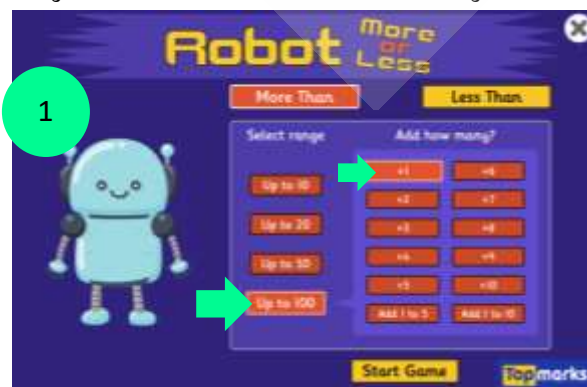 Robot More or Less
1
More Than
Less Than
Select range
Add how many?
Up to 10
Up to 20
Up to 50
Up to 100
+1 +6
+2 +7
+3 +8
+4 +9
+5 +10
Add 1 to 5 Add 1 to 10
Start Game
Topmarks